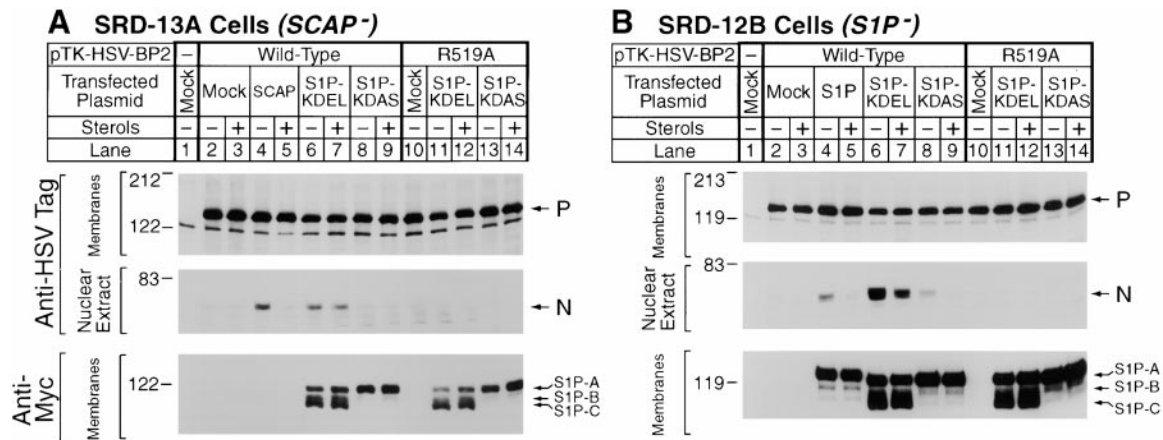 A SRD-13A Cells (SCAP-)
pTK-HSV-BP2 – Wild-Type R519A
Transfected Plasmid Mock Mock SCAP S1P-KDEL S1P-KDAS Mock S1P-KDEL S1P-KDAS
Sterols – – + – + – + – + – – + – +
Lane 1 2 3 4 5 6 7 8 9 10 11 12 13 14
Anti-HSV Tag
Membranes
212
122
P
Nuclear Extract
83
N
Anti-Myc
Membranes
122
S1P-A
S1P-B
S1P-C
B SRD-12B Cells (S1P-)
pTK-HSV-BP2 – Wild-Type R519A
Transfected Plasmid Mock Mock S1P S1P-KDEL S1P-KDAS Mock S1P-KDEL S1P-KDAS
Sterols – – + – + – + – + – – + – +
Lane 1 2 3 4 5 6 7 8 9 10 11 12 13 14
Membranes
213
119
P
Nuclear Extract
83
N
Membranes
119
S1P-A
S1P-B
S1P-C